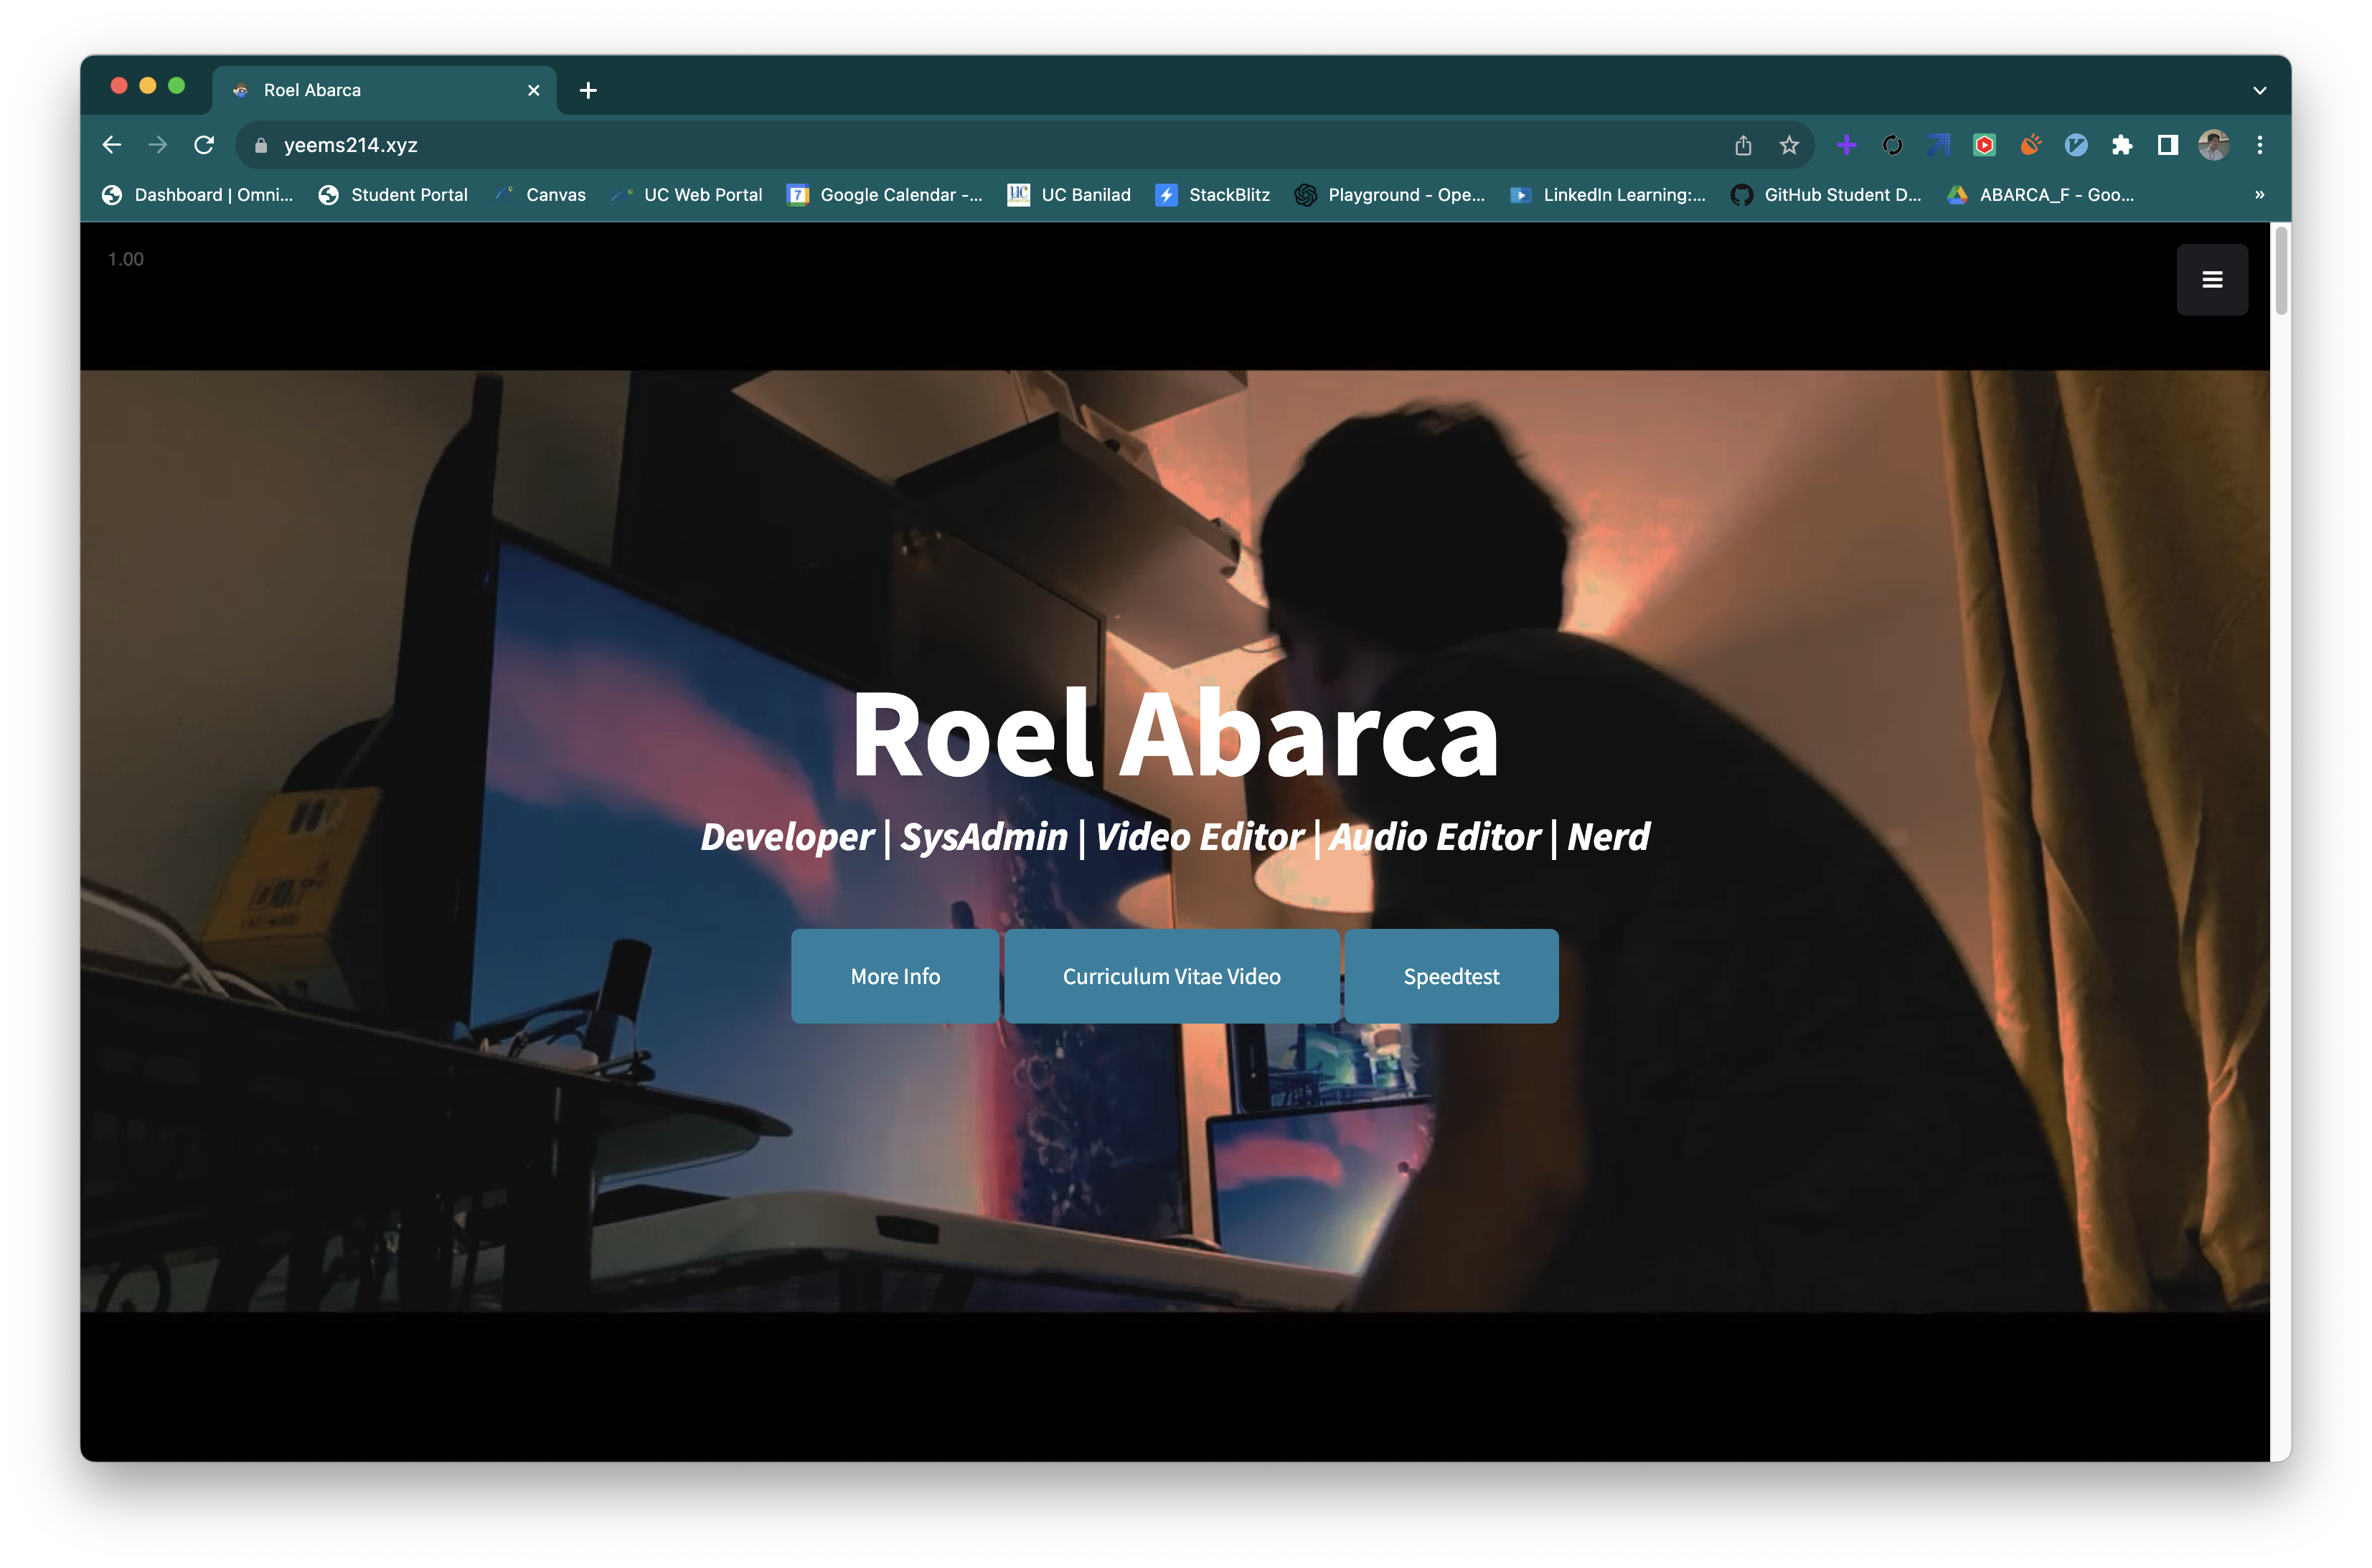 Roel Abarca
yeems214.xyz
Dashboard | Omni... Student Portal Canvas UC Web Portal 7 Google Calendar -... UC UC Banilad StackBlitz Playground - Ope... LinkedIn Learning:... GitHub Student D... ABARCA_F - Goo... »
1.00
Roel Abarca
Developer | SysAdmin | Video Editor | Audio Editor | Nerd
More Info Curriculum Vitae Video Speedtest